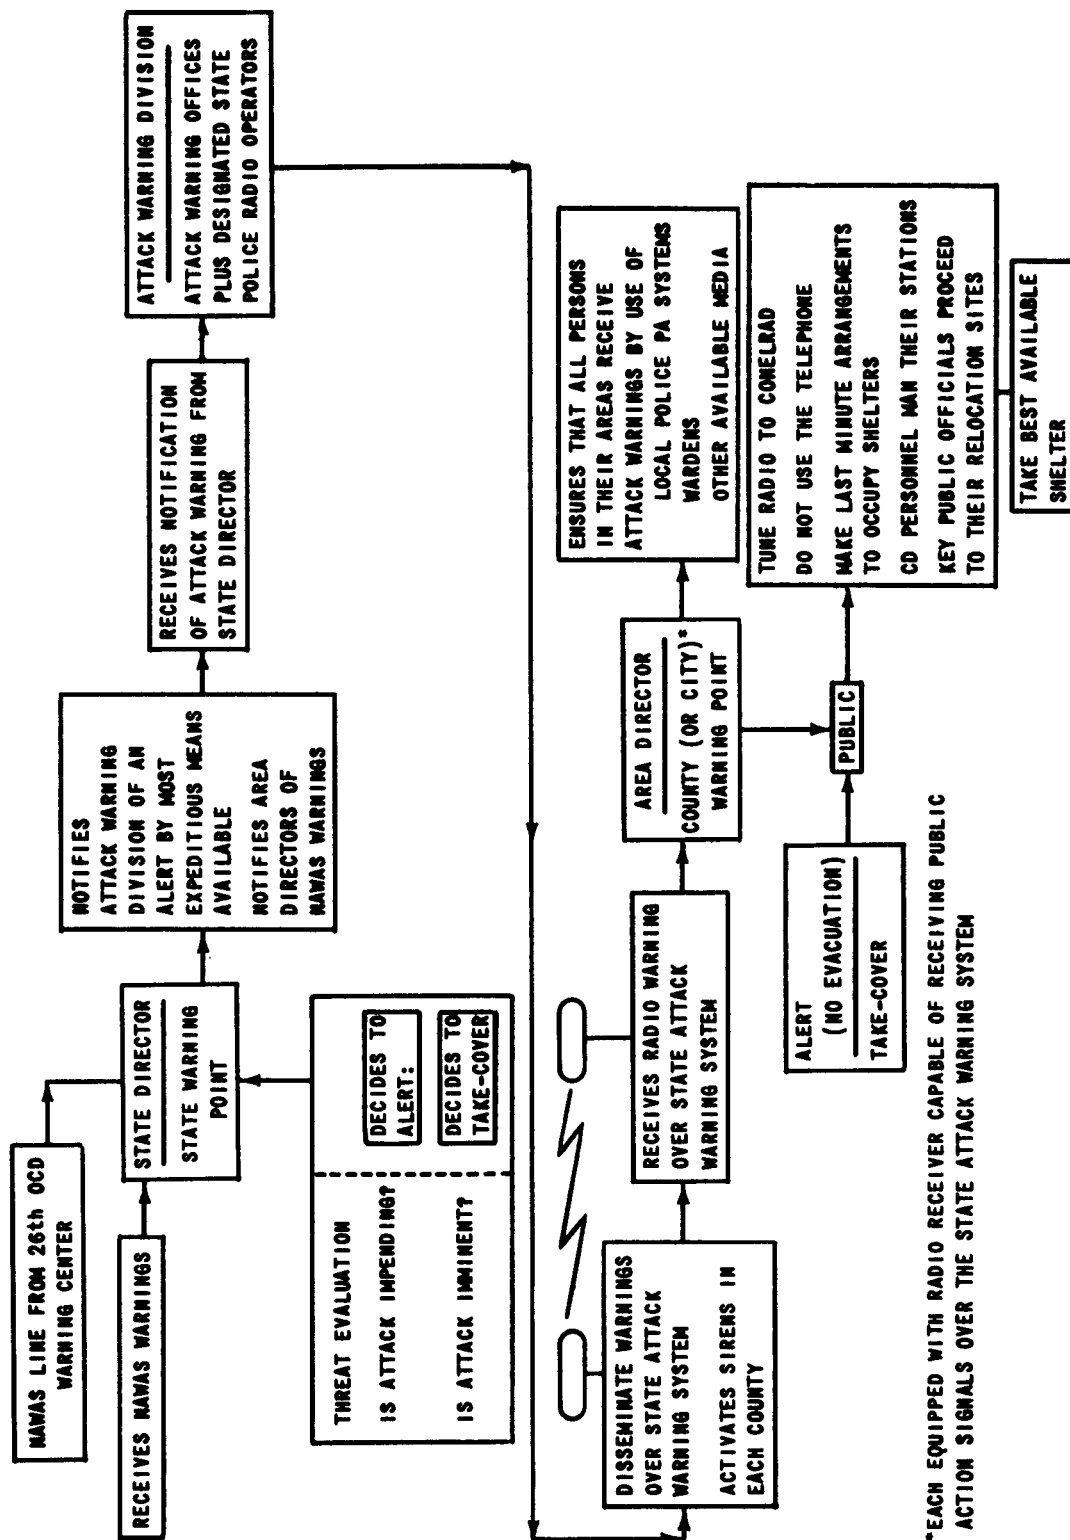 NAWAS LINE FROM 26th OCD
WARNING CENTER
RECEIVES NAWAS WARNINGS
STATE DIRECTOR
STATE WARNING
POINT
THREAT EVALUATION
IS ATTACK IMPENDING?
IS ATTACK IMMINENT?
DECIDES TO
ALERT:
DECIDES TO
TAKE-COVER
NOTIFIES
ATTACK WARNING
DIVISION OF AN
ALERT BY MOST
EXPEDITIOUS MEANS
AVAILABLE
NOTIFIES AREA
DIRECTORS OF
NAWAS WARNINGS
RECEIVES NOTIFICATION
OF ATTACK WARNING FROM
STATE DIRECTOR
ATTACK WARNING DIVISION
ATTACK WARNING OFFICES
PLUS DESIGNATED STATE
POLICE RADIO OPERATORS
DISSEMINATE WARNINGS
OVER STATE ATTACK
WARNING SYSTEM
ACTIVATES SIRENS IN
EACH COUNTY
RECEIVES RADIO WARNING
OVER STATE ATTACK
WARNING SYSTEM
AREA DIRECTOR
COUNTY (OR CITY)*
WARNING POINT
ENSURES THAT ALL PERSONS
IN THEIR AREAS RECEIVE
ATTACK WARNINGS BY USE OF
LOCAL POLICE PA SYSTEMS
WARDENS
OTHER AVAILABLE MEDIA
ALERT
(NO EVACUATION)
TAKE-COVER
PUBLIC
TUNE RADIO TO CONELRAD
DO NOT USE THE TELEPHONE
MAKE LAST MINUTE ARRANGEMENTS
TO OCCUPY SHELTERS
CD PERSONNEL MAN THEIR STATIONS
KEY PUBLIC OFFICIALS PROCEED
TO THEIR RELOCATION SITES
TAKE BEST AVAILABLE
SHELTER
*EACH EQUIPPED WITH RADIO RECEIVER CAPABLE OF RECEIVING PUBLIC
ACTION SIGNALS OVER THE STATE ATTACK WARNING SYSTEM